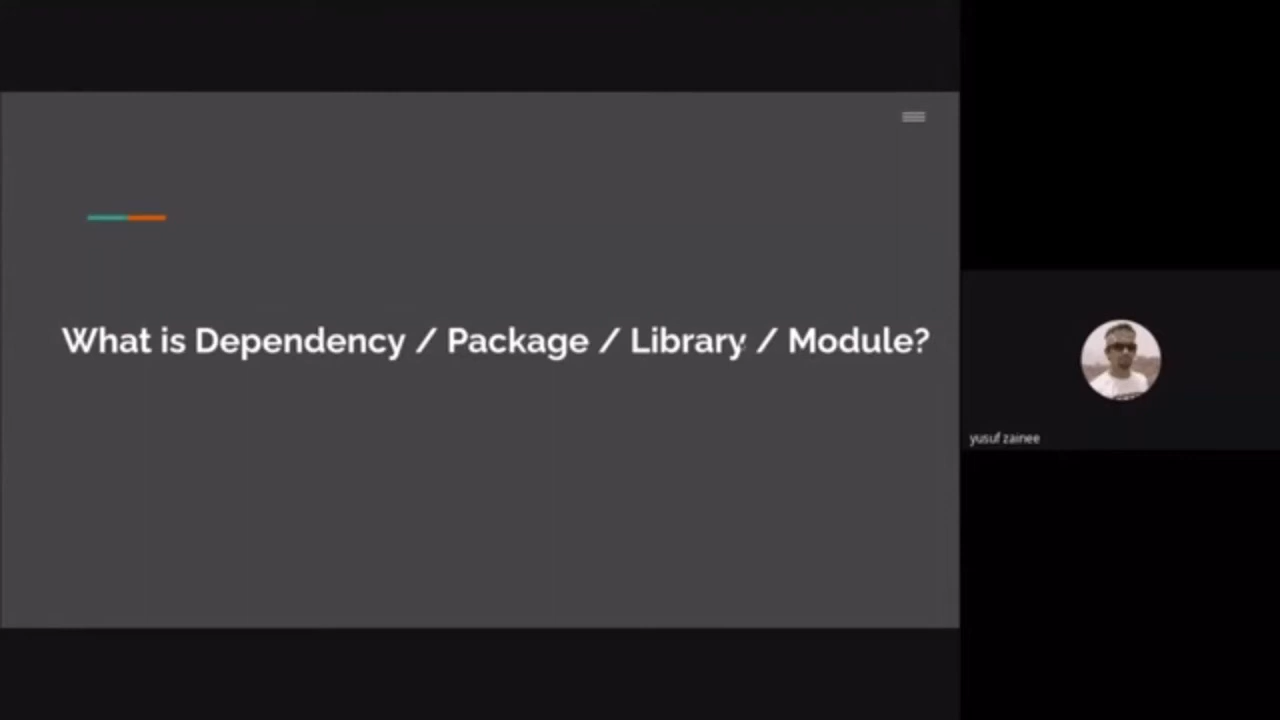 What is Dependency / Package / Library / Module?
yusuf zainee